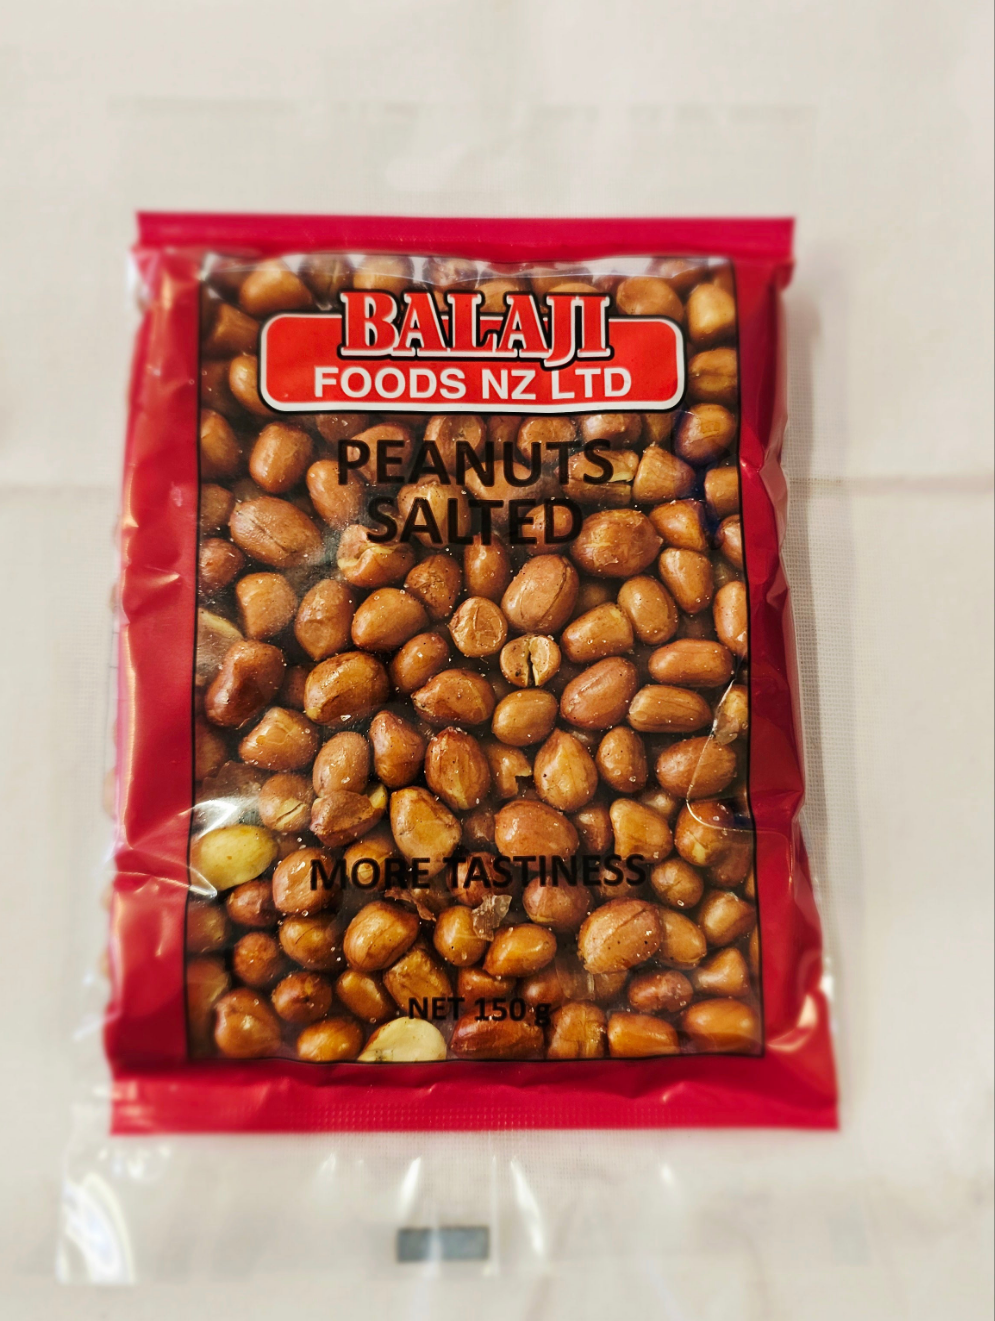 BALAJI
FOODS NZ LTD
PEANUTS
SALTED
MORE TASTINESS
NET 150 g